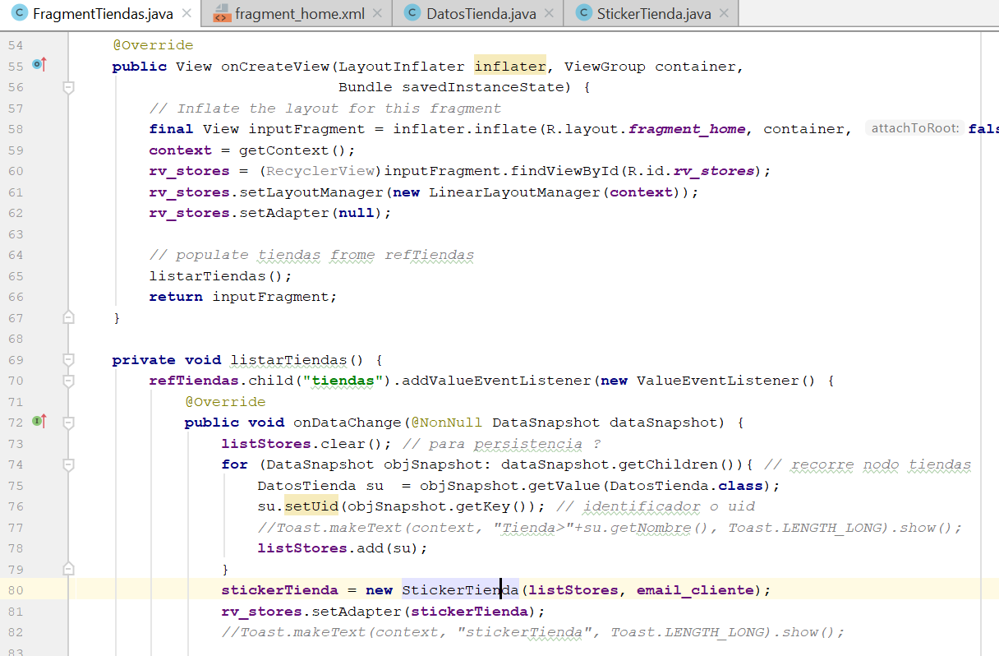 FragmentTiendas.java fragment_home.xml DatosTienda.java StickerTienda.java
54 @Override
55 public View onCreateView(LayoutInflater inflater, ViewGroup container,
56 Bundle savedInstanceState) {
57 // Inflate the layout for this fragment
58 final View inputFragment = inflater.inflate(R.layout.fragment_home, container, attachToRoot: fals
59 context = getContext();
60 rv_stores = (RecyclerView)inputFragment.findViewById(R.id.rv_stores);
61 rv_stores.setLayoutManager(new LinearLayoutManager(context));
62 rv_stores.setAdapter(null);
63
64 // populate tiendas frome refTiendas
65 listarTiendas();
66 return inputFragment;
67 }
68
69 private void listarTiendas() {
70 refTiendas.child("tiendas").addValueEventListener(new ValueEventListener() {
71 @Override
72 public void onDataChange(@NonNull DataSnapshot dataSnapshot) {
73 listStores.clear(); // para persistencia ?
74 for (DataSnapshot objSnapshot: dataSnapshot.getChildren()){ // recorre nodo tiendas
75 DatosTienda su = objSnapshot.getValue(DatosTienda.class);
76 su.setUid(objSnapshot.getKey()); // identificador o uid
77 //Toast.makeText(context, "Tienda>"+su.getNombre(), Toast.LENGTH_LONG).show();
78 listStores.add(su);
79 }
80 stickerTienda = new StickerTienda(listStores, email_cliente);
81 rv_stores.setAdapter(stickerTienda);
82 //Toast.makeText(context, "stickerTienda", Toast.LENGTH_LONG).show();
83